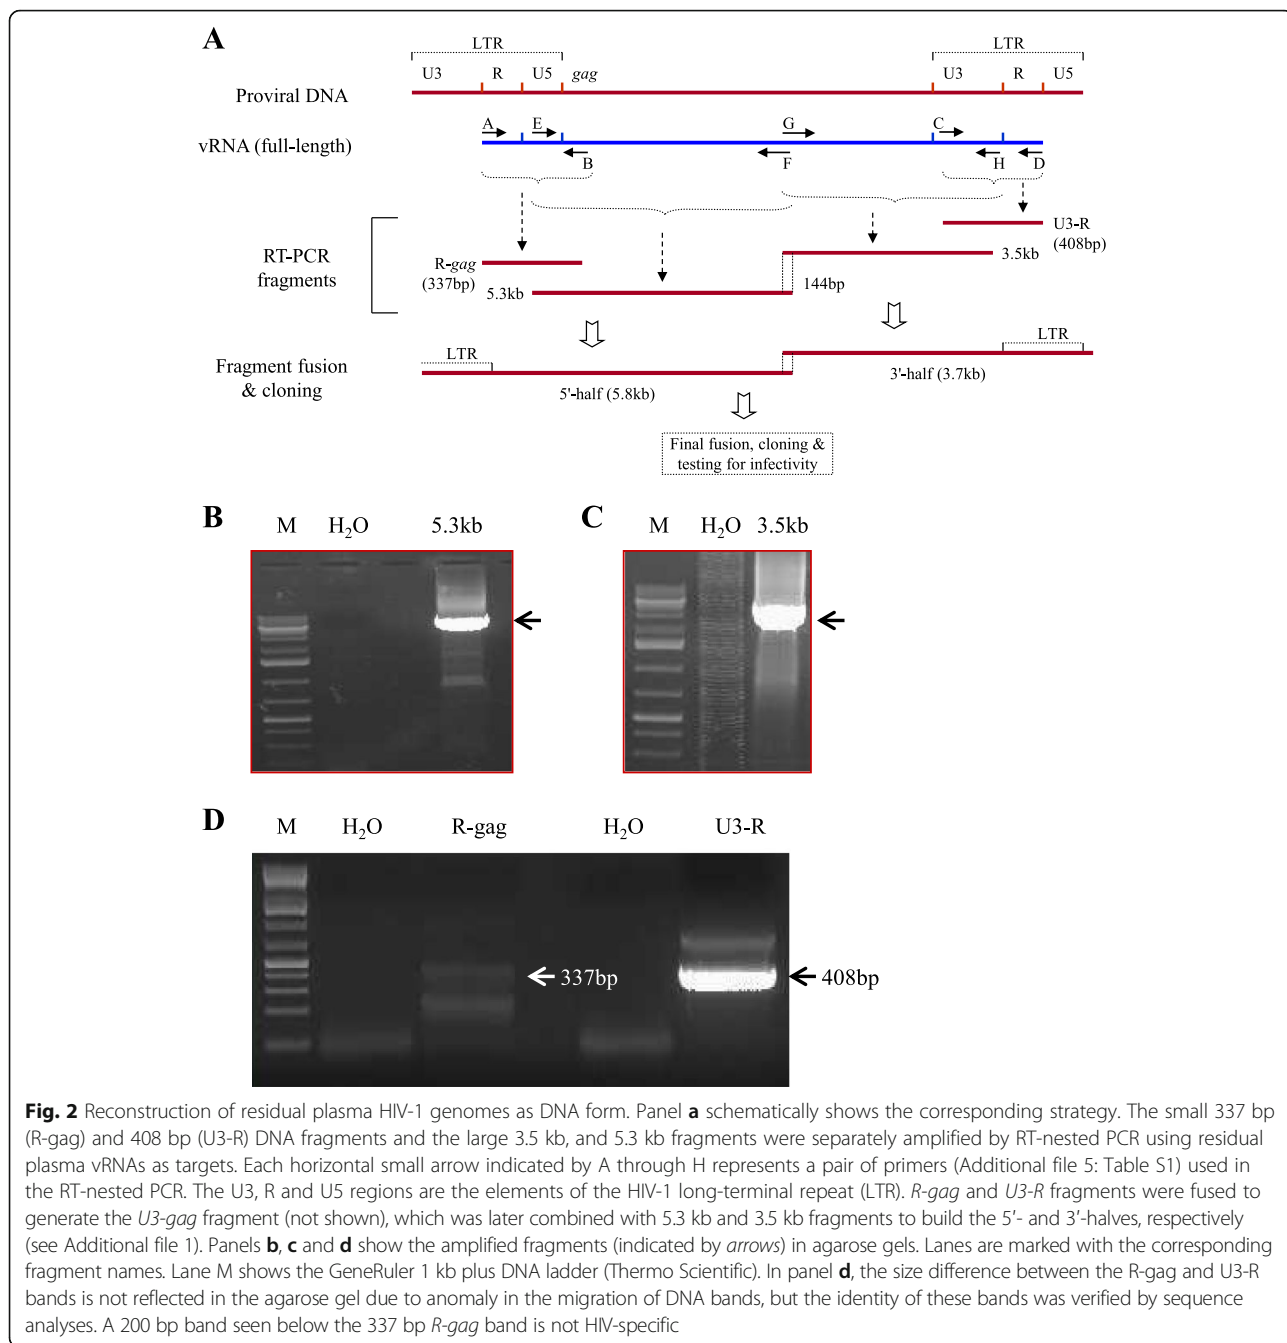 A
LTR LTR
U3 R U5 gag U3 R U5
Proviral DNA
A E G C
vRNA (full-length)
B F H D
U3-R
(408bp)
RT-PCR
fragments
R-gag
(337bp)
5.3kb
144bp
3.5kb
LTR LTR
Fragment fusion
& cloning
5'-half (5.8kb)
3'-half (3.7kb)
Final fusion, cloning &
testing for infectivity
B M H2O 5.3kb
C M H2O 3.5kb
D M H2O R-gag H2O U3-R
337bp
408bp
Fig. 2 Reconstruction of residual plasma HIV-1 genomes as DNA form. Panel a schematically shows the corresponding strategy. The small 337 bp
(R-gag) and 408 bp (U3-R) DNA fragments and the large 3.5 kb, and 5.3 kb fragments were separately amplified by RT-nested PCR using residual
plasma vRNAs as targets. Each horizontal small arrow indicated by A through H represents a pair of primers (Additional file 5: Table S1) used in
the RT-nested PCR. The U3, R and U5 regions are the elements of the HIV-1 long-terminal repeat (LTR). R-gag and U3-R fragments were fused to
generate the U3-gag fragment (not shown), which was later combined with 5.3 kb and 3.5 kb fragments to build the 5′- and 3′-halves, respectively
(see Additional file 1). Panels b, c and d show the amplified fragments (indicated by arrows) in agarose gels. Lanes are marked with the corresponding
fragment names. Lane M shows the GeneRuler 1 kb plus DNA ladder (Thermo Scientific). In panel d, the size difference between the R-gag and U3-R
bands is not reflected in the agarose gel due to anomaly in the migration of DNA bands, but the identity of these bands was verified by sequence
analyses. A 200 bp band seen below the 337 bp R-gag band is not HIV-specific